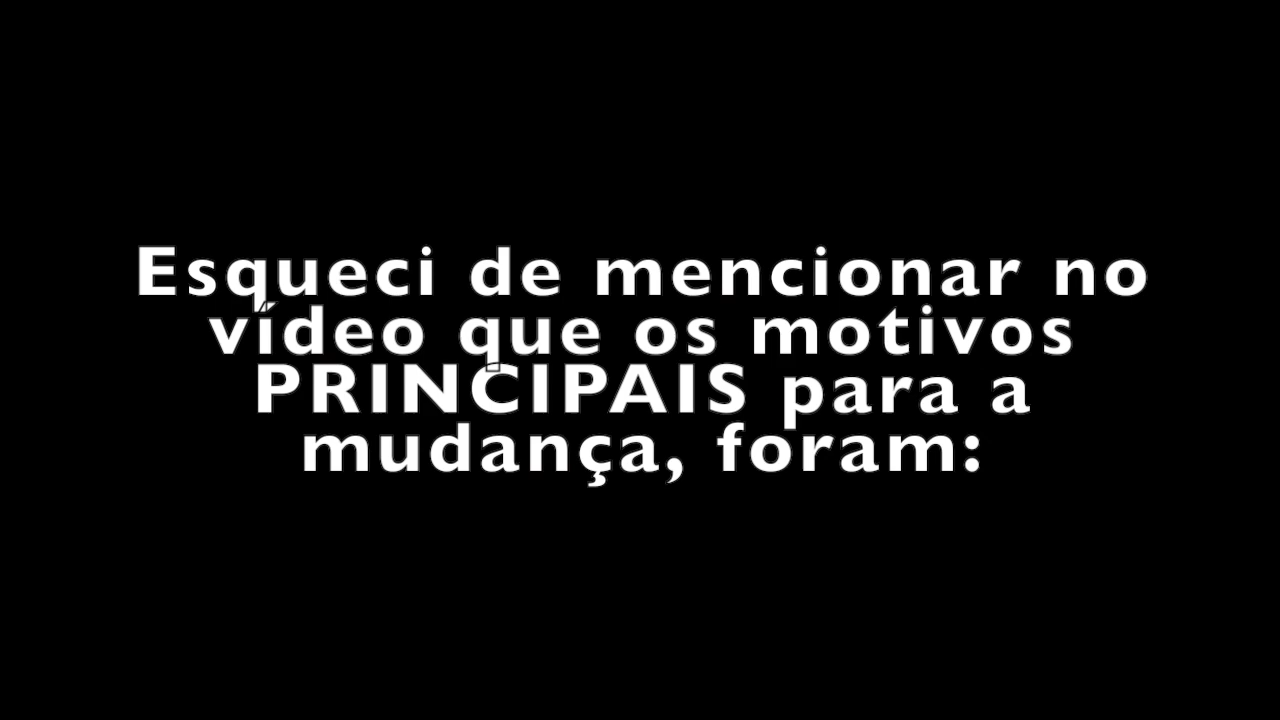 Esqueci de mencionar no
vídeo que os motivos
PRINCIPAIS para a
mudança, foram: